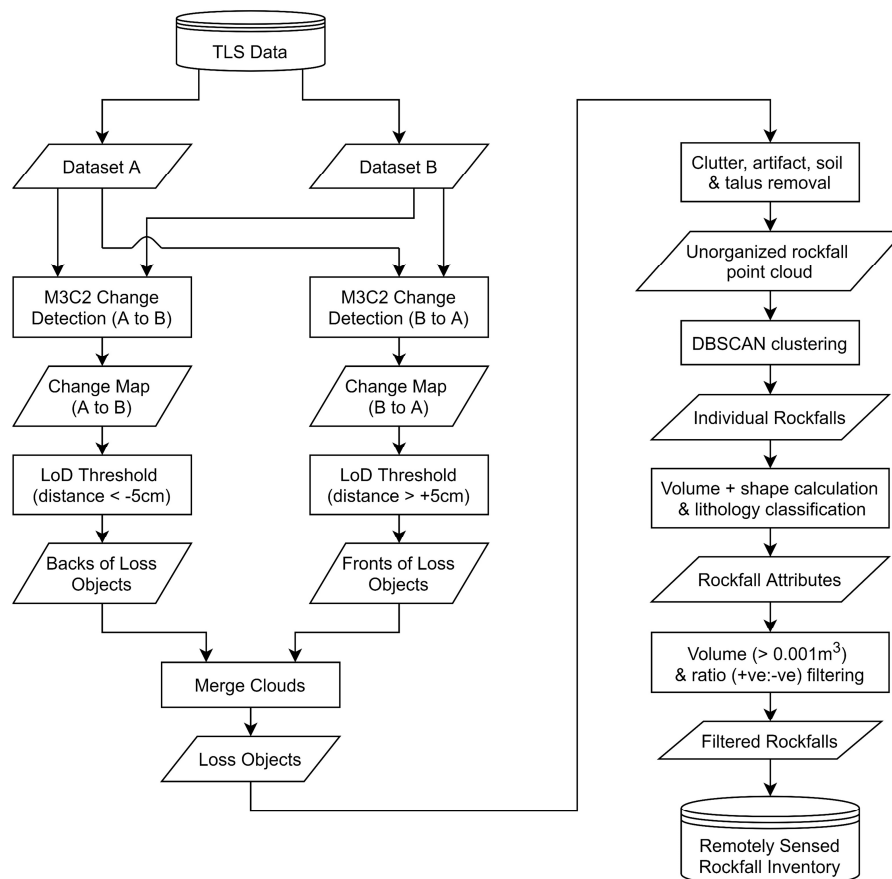 TLS Data
Dataset A
Dataset B
M3C2 Change
Detection (A to B)
M3C2 Change
Detection (B to A)
Change Map
(A to B)
Change Map
(B to A)
LoD Threshold
(distance < -5cm)
LoD Threshold
(distance > +5cm)
Backs of Loss
Objects
Fronts of Loss
Objects
Merge Clouds
Loss Objects
Clutter, artifact, soil
& talus removal
Unorganized rockfall
point cloud
DBSCAN clustering
Individual Rockfalls
Volume + shape calculation
& lithology classification
Rockfall Attributes
Volume (> 0.001m³)
& ratio (+ve:-ve) filtering
Filtered Rockfalls
Remotely Sensed
Rockfall Inventory